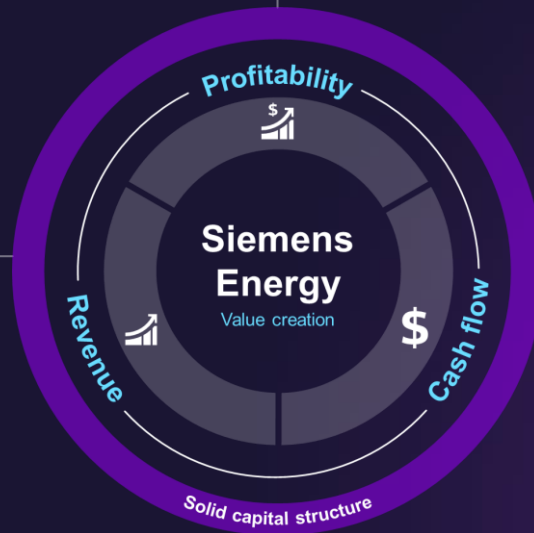 Profitability
$
Siemens
Energy
Value creation
Revenue
$
Cash flow
Solid capital structure